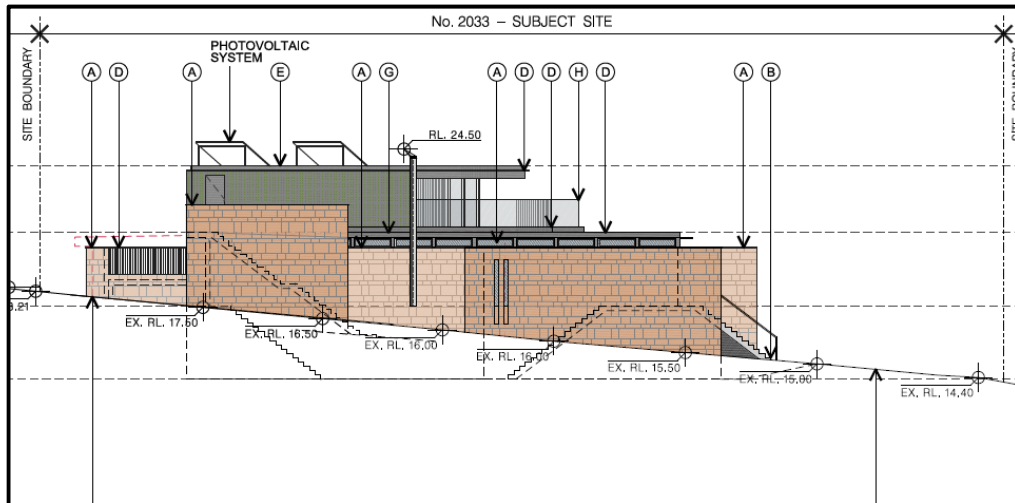 No. 2033 – SUBJECT SITE
SITE BOUNDARY
PHOTOVOLTAIC
SYSTEM
A D A E A G A D D H D A B
RL. 24.50
EX. RL. 17.50
EX. RL. 16.50
EX. RL. 16.00
EX. RL. 16.00
EX. RL. 15.50
EX. RL. 15.00
EX. RL. 14.40